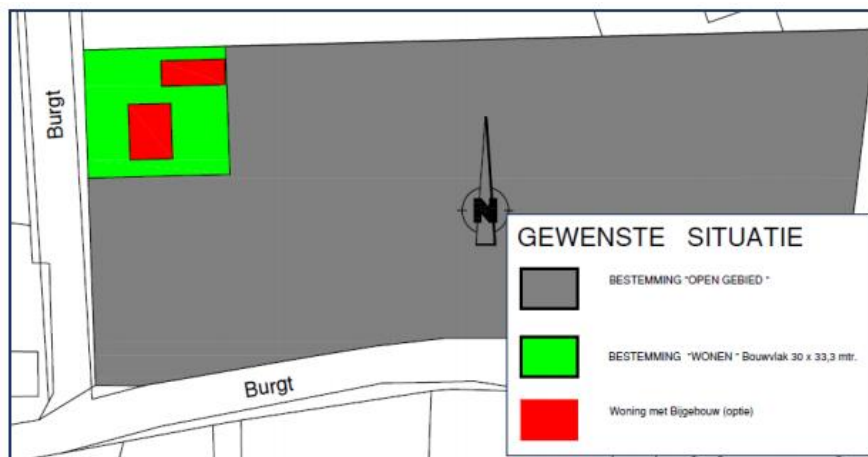 Burgt
N
GEWENSTE SITUATIE
BESTEMMING "OPEN GEBIED "
BESTEMMING "WONEN " Bouwvlak 30 x 33,3 mtr.
Woning met Bijgebouw (optie)
Burgt